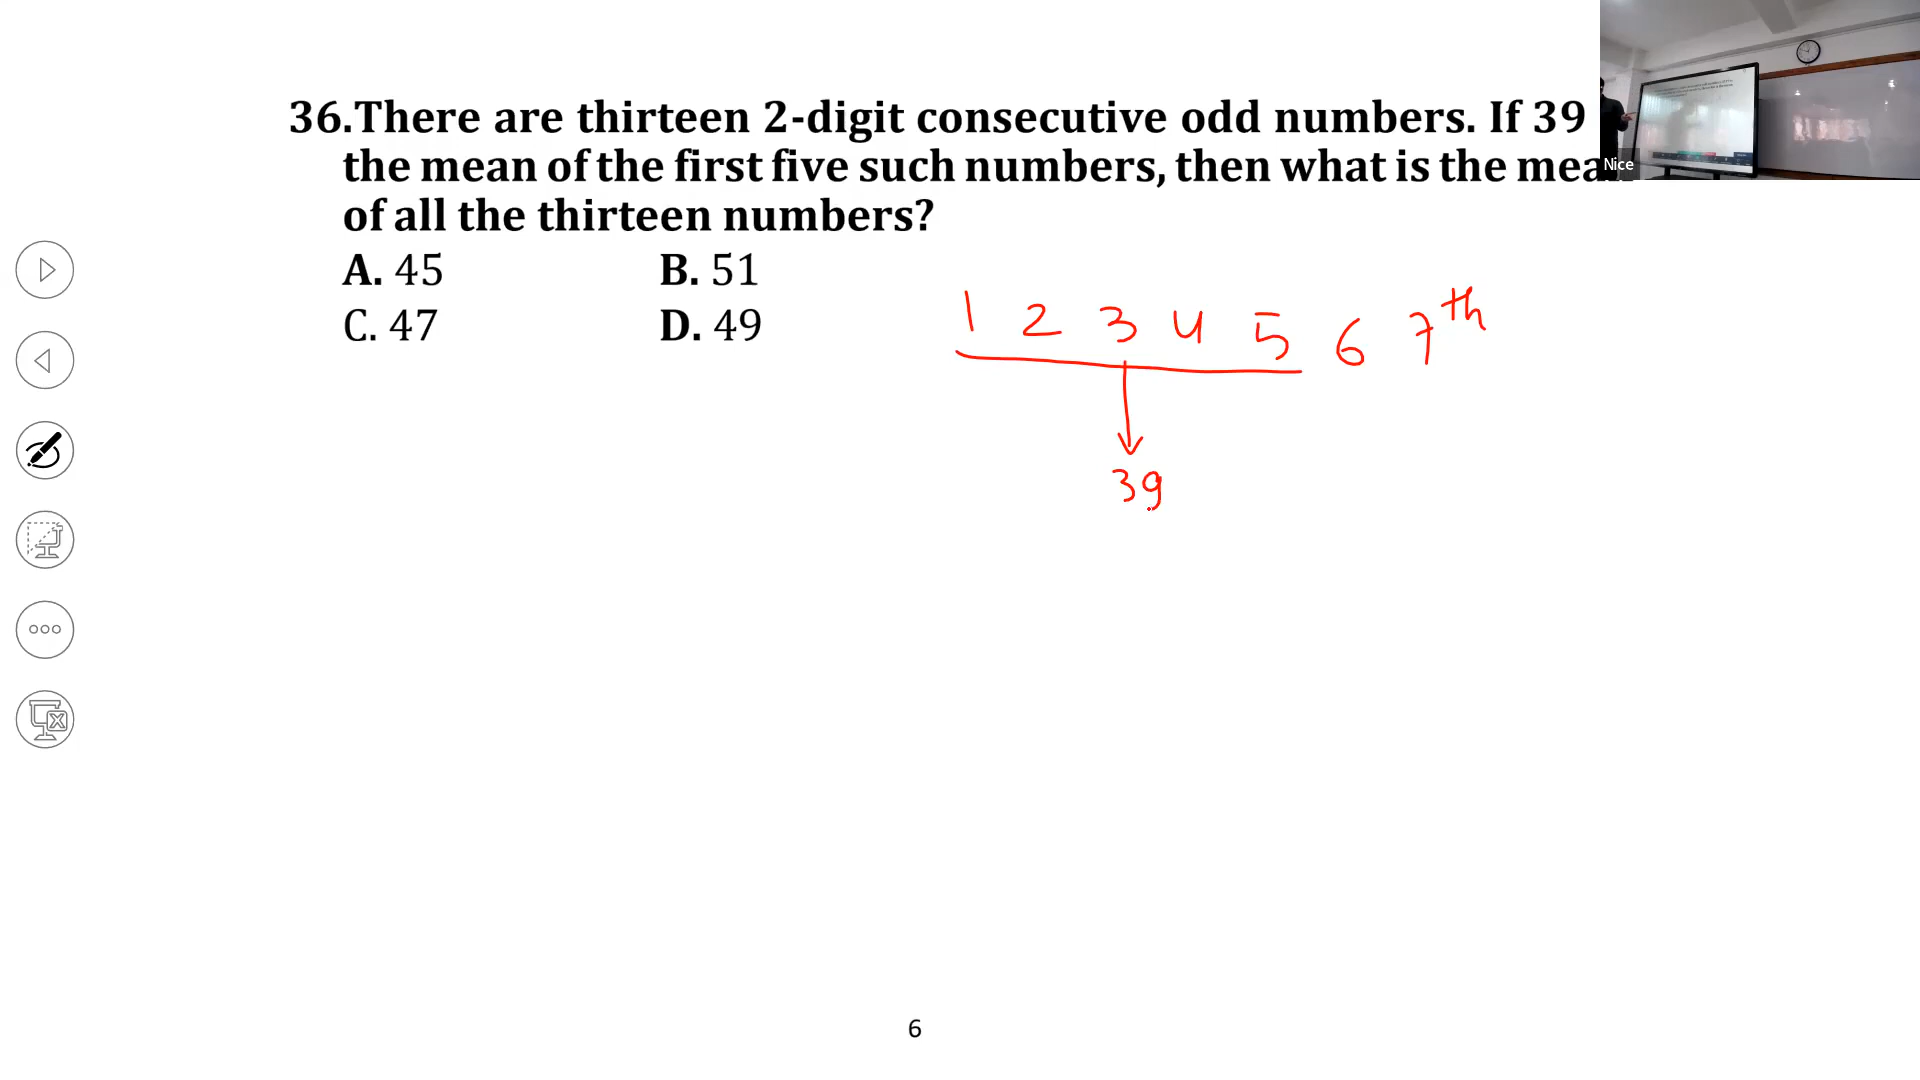 36.There are thirteen 2-digit consecutive odd numbers. If 39
the mean of the first five such numbers, then what is the mea
of all the thirteen numbers?
A. 45 B. 51
C. 47 D. 49
1 2 3 4 5 6 7th
39
Nice
6